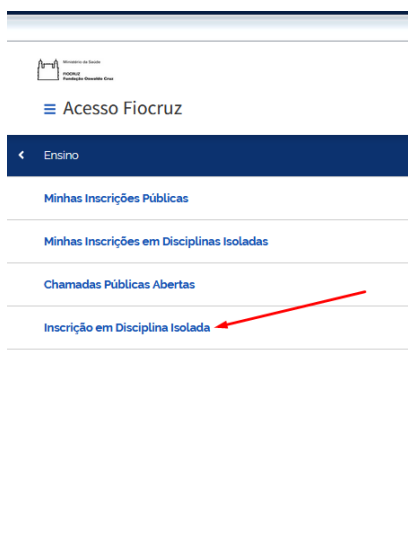 Ministério da Saúde
FIOCRUZ
Fundação Oswaldo Cruz
Acesso Fiocruz
Ensino
Minhas Inscrições Públicas
Minhas Inscrições em Disciplinas Isoladas
Chamadas Públicas Abertas
Inscrição em Disciplina Isolada